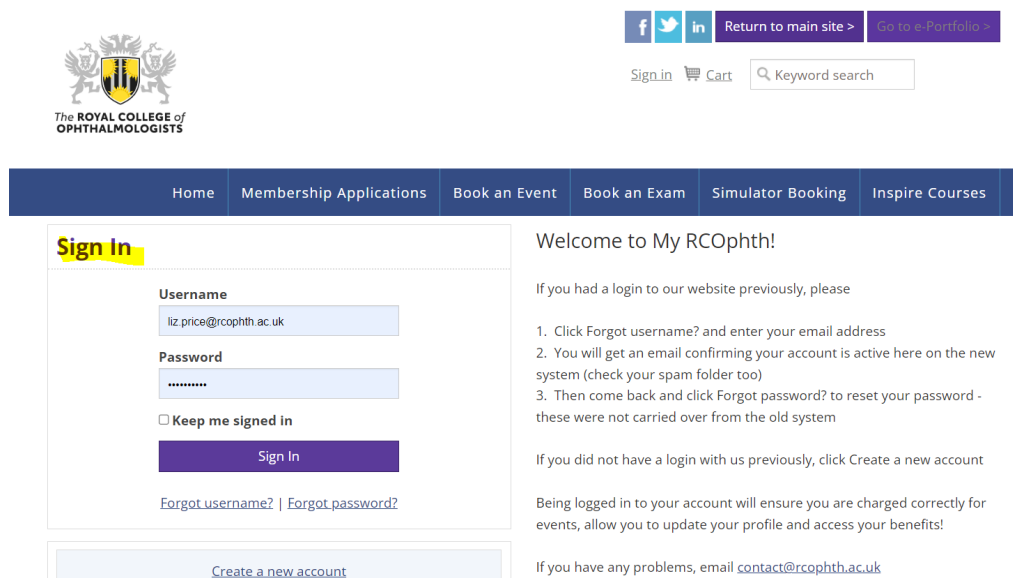 f in Return to main site > Go to e-Portfolio >
Sign in Cart Keyword search
The ROYAL COLLEGE of
OPHTHALMOLOGISTS
Home Membership Applications Book an Event Book an Exam Simulator Booking Inspire Courses
Sign In
Username
liz.price@rcophth.ac.uk
Password
••••••••••
Keep me signed in
Sign In
Forgot username? | Forgot password?
Create a new account
Welcome to My RCOphth!
If you had a login to our website previously, please
1. Click Forgot username? and enter your email address
2. You will get an email confirming your account is active here on the new
system (check your spam folder too)
3. Then come back and click Forgot password? to reset your password -
these were not carried over from the old system
If you did not have a login with us previously, click Create a new account
Being logged in to your account will ensure you are charged correctly for
events, allow you to update your profile and access your benefits!
If you have any problems, email contact@rcophth.ac.uk